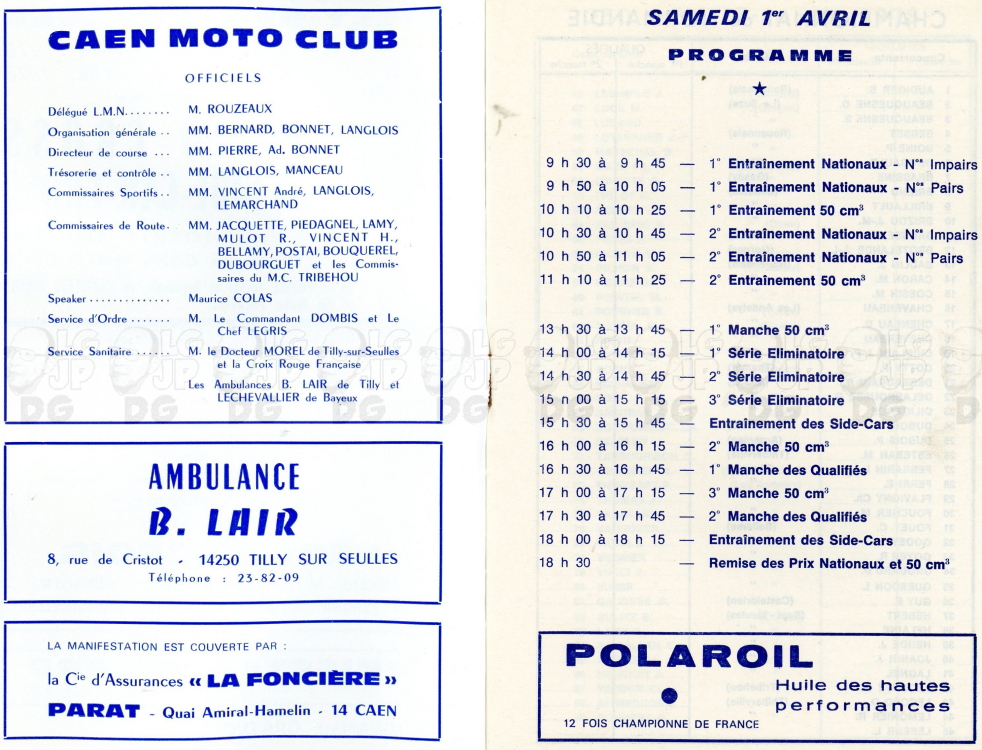 CAEN MOTO CLUB
OFFICIELS
Délégué L.M.N........ M. ROUZEAUX
Organisation générale .. MM. BERNARD, BONNET, LANGLOIS
Directeur de course ... MM. PIERRE, Ad. BONNET
Trésorerie et contrôle .. MM. LANGLOIS, MANCEAU
Commissaires Sportifs.. MM. VINCENT André, LANGLOIS,
LEMARCHAND
Commissaires de Route. MM. JACQUETTE, PIEDAGNEL, LAMY,
MULOT R., VINCENT H.,
BELLAMY, POSTAI, BOUQUEREL,
DUBOURGUET et les Commis-
saires du M.C. TRIBEHOU
Speaker .............. Maurice COLAS
Service d'Ordre ....... M. Le Commandant DOMBIS et Le
Chef LEGRIS
Service Sanitaire ...... M. le Docteur MOREL de Tilly-sur-Seulles
et la Croix Rouge Française
Les Ambulances B. LAIR de Tilly et
LECHEVALLIER de Bayeux
AMBULANCE
B. LAIR
8, rue de Cristot - 14250 TILLY SUR SEULLES
Téléphone : 23-82-09
LA MANIFESTATION EST COUVERTE PAR :
la Cie d'Assurances « LA FONCIÈRE »
PARAT - Quai Amiral-Hamelin - 14 CAEN
SAMEDI 1er AVRIL
PROGRAMME
★
9 h 30 à 9 h 45 — 1° Entraînement Nationaux - Nos Impairs
9 h 50 à 10 h 05 — 1° Entraînement Nationaux - Nos Pairs
10 h 10 à 10 h 25 — 1° Entraînement 50 cm³
10 h 30 à 10 h 45 — 2° Entraînement Nationaux - Nos Impairs
10 h 50 à 11 h 05 — 2° Entraînement Nationaux - Nos Pairs
11 h 10 à 11 h 25 — 2° Entraînement 50 cm³
13 h 30 à 13 h 45 — 1° Manche 50 cm³
14 h 00 à 14 h 15 — 1° Série Eliminatoire
14 h 30 à 14 h 45 — 2° Série Eliminatoire
15 h 00 à 15 h 15 — 3° Série Eliminatoire
15 h 30 à 15 h 45 — Entraînement des Side-Cars
16 h 00 à 16 h 15 — 2° Manche 50 cm³
16 h 30 à 16 h 45 — 1° Manche des Qualifiés
17 h 00 à 17 h 15 — 3° Manche 50 cm³
17 h 30 à 17 h 45 — 2° Manche des Qualifiés
18 h 00 à 18 h 15 — Entraînement des Side-Cars
18 h 30 — Remise des Prix Nationaux et 50 cm³
POLAROIL
Huile des hautes
performances
12 FOIS CHAMPIONNE DE FRANCE